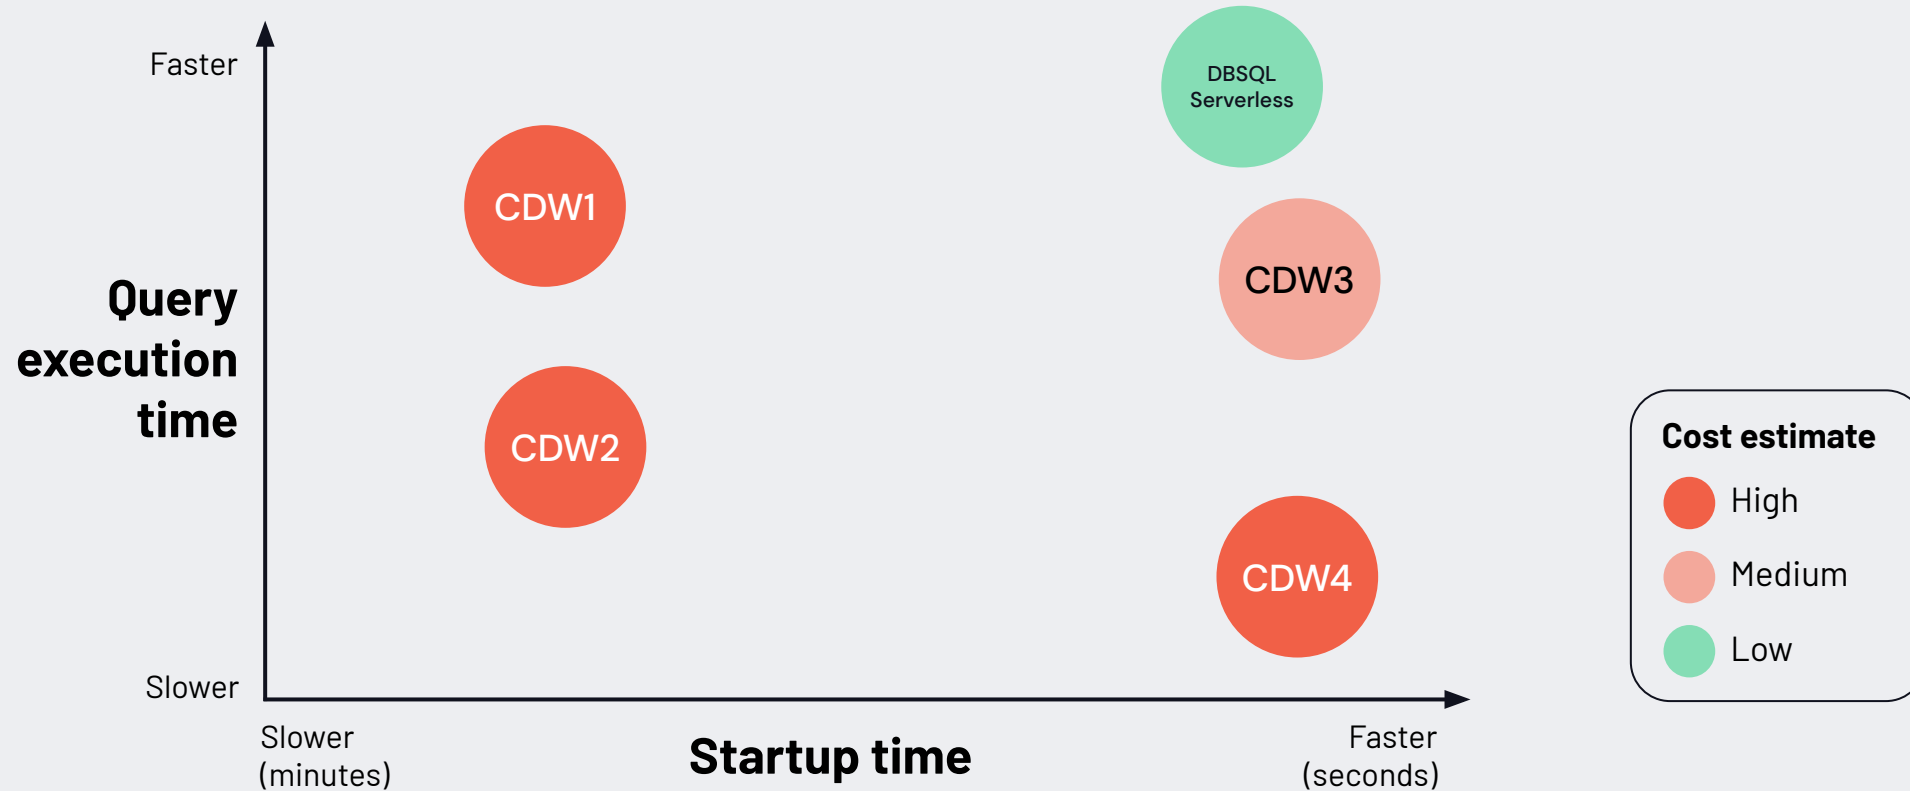 Faster
Query
execution
time
Slower
DBSQL
Serverless
CDW1
CDW3
CDW2
CDW4
Slower
(minutes)
Startup time
Faster
(seconds)
Cost estimate
High
Medium
Low